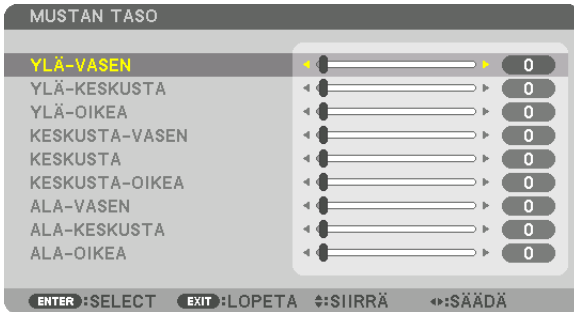 MUSTAN TASO
YLÄ-VASEN 0
YLÄ-KESKUSTA 0
YLÄ-OIKEA 0
KESKUSTA-VASEN 0
KESKUSTA 0
KESKUSTA-OIKEA 0
ALA-VASEN 0
ALA-KESKUSTA 0
ALA-OIKEA 0
ENTER:SELECT EXIT:LOPETA :SIIRRÄ :SÄÄDÄ